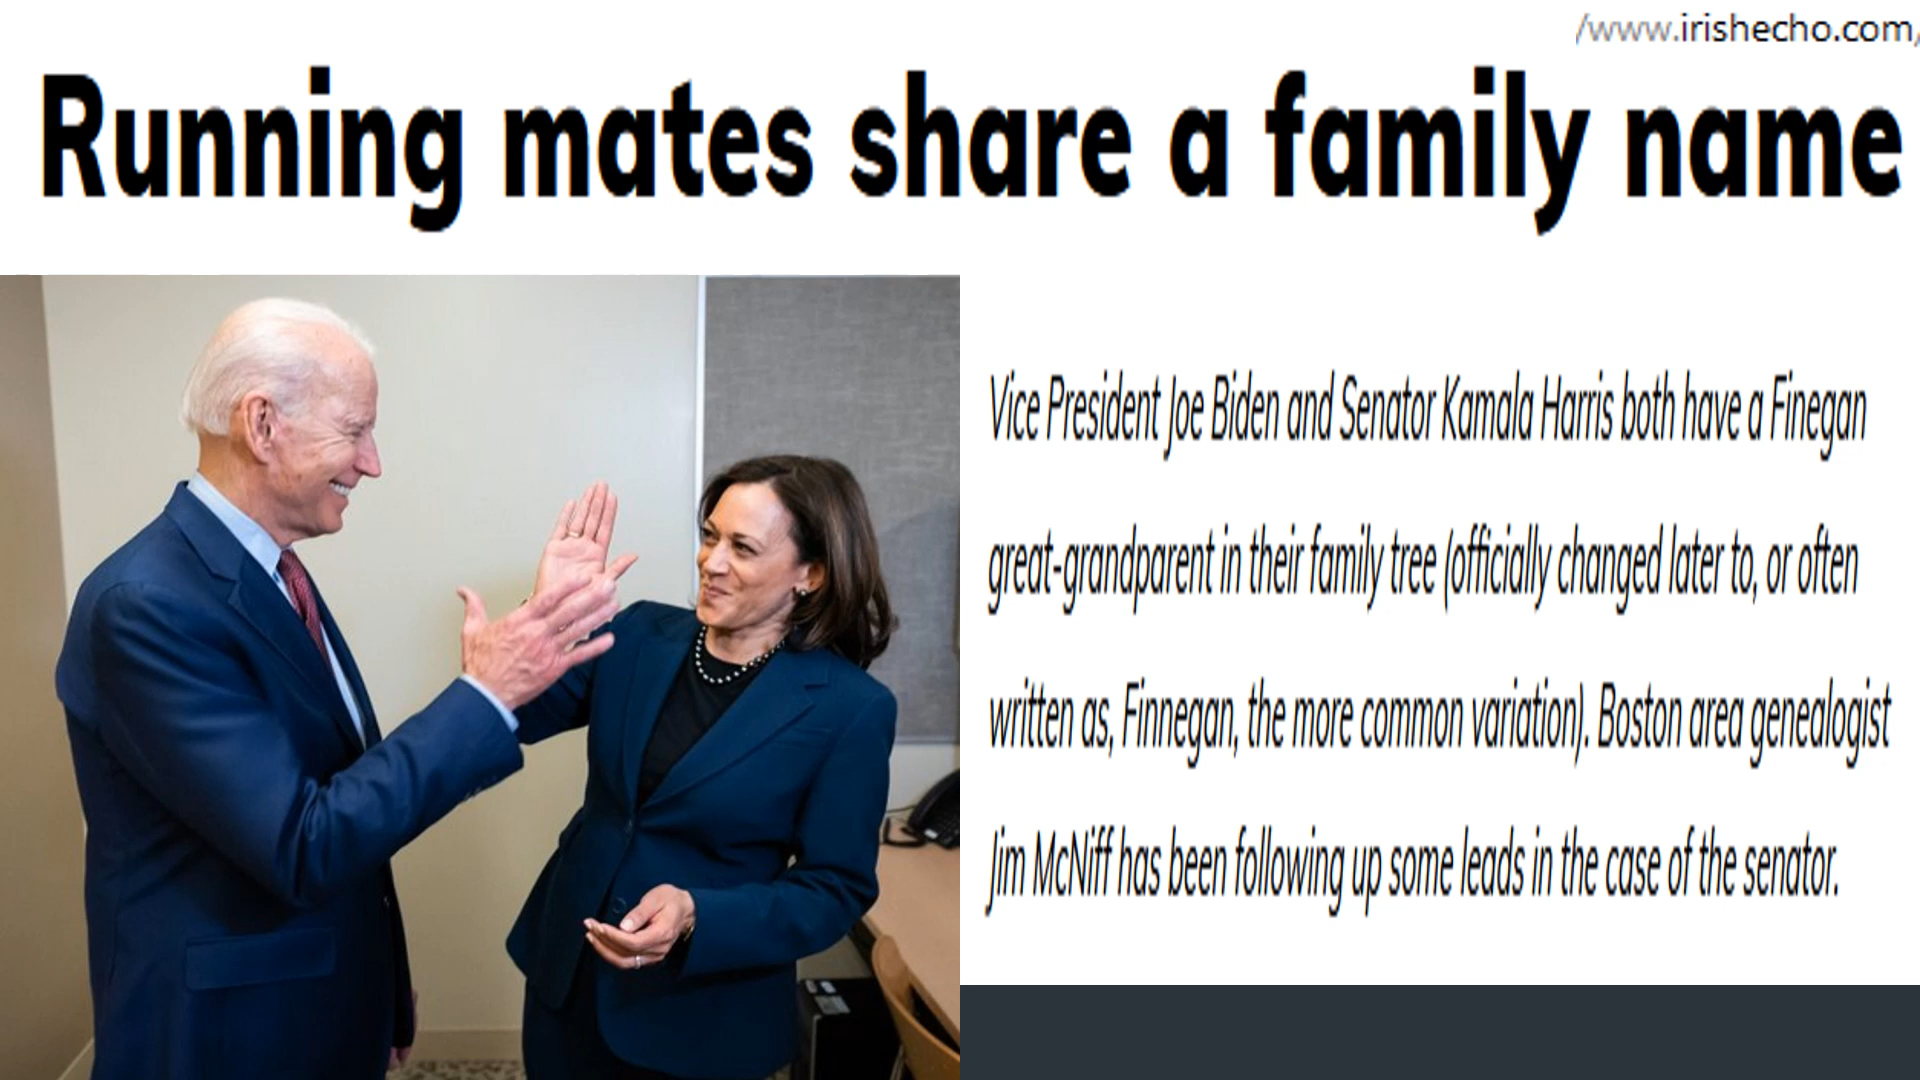 /www.irishecho.com/
Running mates share a family name
Vice President Joe Biden and Senator Kamala Harris both have a Finegan
great-grandparent in their family tree (officially changed later to, or often
written as, Finnegan, the more common variation). Boston area genealogist
Jim McNiff has been following up some leads in the case of the senator.